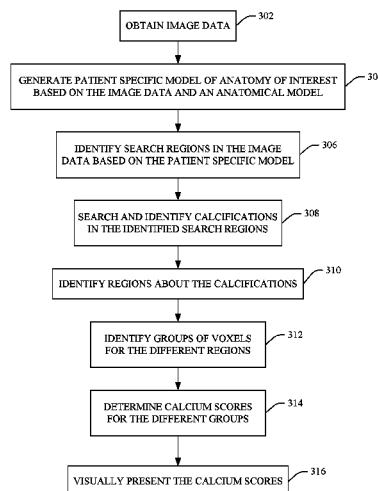 302
OBTAIN IMAGE DATA
30
GENERATE PATIENT SPECIFIC MODEL OF ANATOMY OF INTEREST
BASED ON THE IMAGE DATA AND AN ANATOMICAL MODEL
306
IDENTIFY SEARCH REGIONS IN THE IMAGE
DATA BASED ON THE PATIENT SPECIFIC MODEL
308
SEARCH AND IDENTIFY CALCIFICATIONS
IN THE IDENTIFIED SEARCH REGIONS
310
IDENTIFY REGIONS ABOUT THE CALCIFICATIONS
312
IDENTIFY GROUPS OF VOXELS
FOR THE DIFFERENT REGIONS
314
DETERMINE CALCIUM SCORES
FOR THE DIFFERENT GROUPS
316
VISUALLY PRESENT THE CALCIUM SCORES